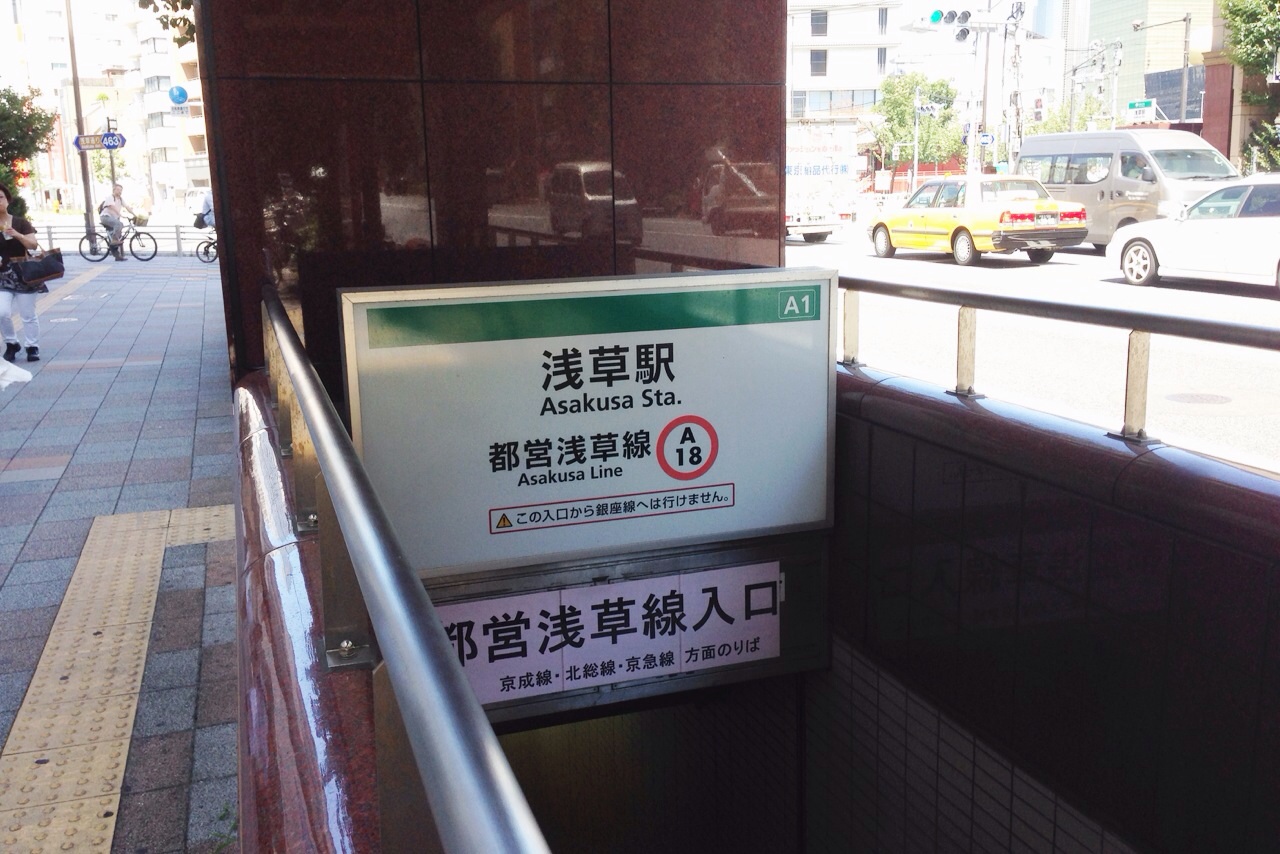 463
A1
浅草駅
Asakusa Sta.
都営浅草線
Asakusa Line
A
18
この入口から銀座線へは行けません。
都営浅草線入口
京成線・北総線・京急線 方面のりば